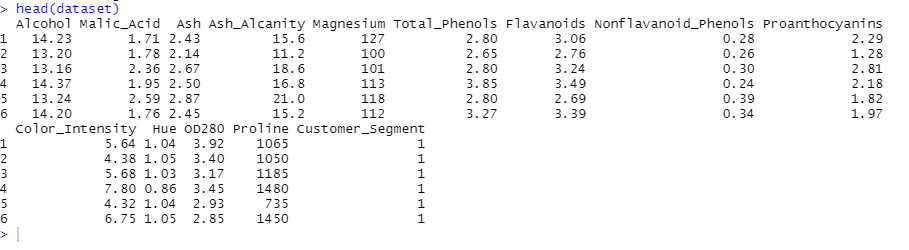 > head(dataset)
  Alcohol Malic_Acid  Ash Ash_Alcanity Magnesium Total_Phenols Flavanoids Nonflavanoid_Phenols Proanthocyanins
1   14.23       1.71 2.43         15.6       127          2.80       3.06                 0.28            2.29
2   13.20       1.78 2.14         11.2       100          2.65       2.76                 0.26            1.28
3   13.16       2.36 2.67         18.6       101          2.80       3.24                 0.30            2.81
4   14.37       1.95 2.50         16.8       113          3.85       3.49                 0.24            2.18
5   13.24       2.59 2.87         21.0       118          2.80       2.69                 0.39            1.82
6   14.20       1.76 2.45         15.2       112          3.27       3.39                 0.34            1.97
  Color_Intensity  Hue OD280 Proline Customer_Segment
1            5.64 1.04  3.92    1065                1
2            4.38 1.05  3.40    1050                1
3            5.68 1.03  3.17    1185                1
4            7.80 0.86  3.45    1480                1
5            4.32 1.04  2.93     735                1
6            6.75 1.05  2.85    1450                1
>